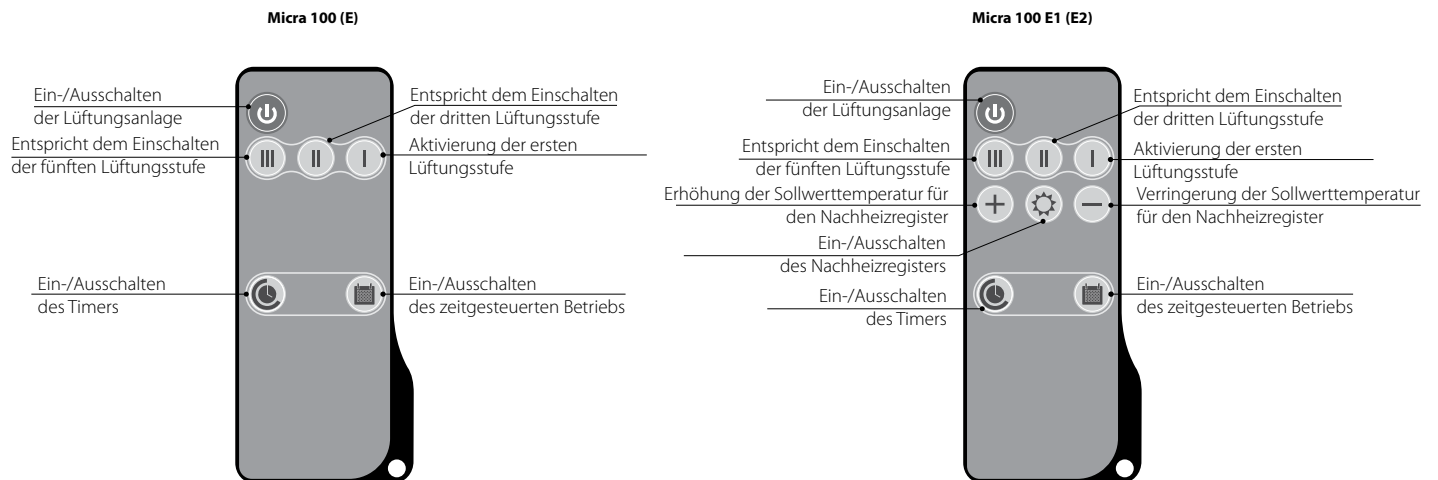 Micra 100 (E)
Ein-/Ausschalten
der Lüftungsanlage
Entspricht dem Einschalten
der fünften Lüftungsstufe
Entspricht dem Einschalten
der dritten Lüftungsstufe
Aktivierung der ersten
Lüftungsstufe
III
II
I
Ein-/Ausschalten
des Timers
Ein-/Ausschalten
des zeitgesteuerten Betriebs
Micra 100 E1 (E2)
Ein-/Ausschalten
der Lüftungsanlage
Entspricht dem Einschalten
der fünften Lüftungsstufe
Erhöhung der Sollwerttemperatur für
den Nachheizregister
Ein-/Ausschalten
des Nachheizregisters
Ein-/Ausschalten
des Timers
III
II
I
+
−
Entspricht dem Einschalten
der dritten Lüftungsstufe
Aktivierung der ersten
Lüftungsstufe
Verringerung der Sollwerttemperatur
für den Nachheizregister
Ein-/Ausschalten
des zeitgesteuerten Betriebs